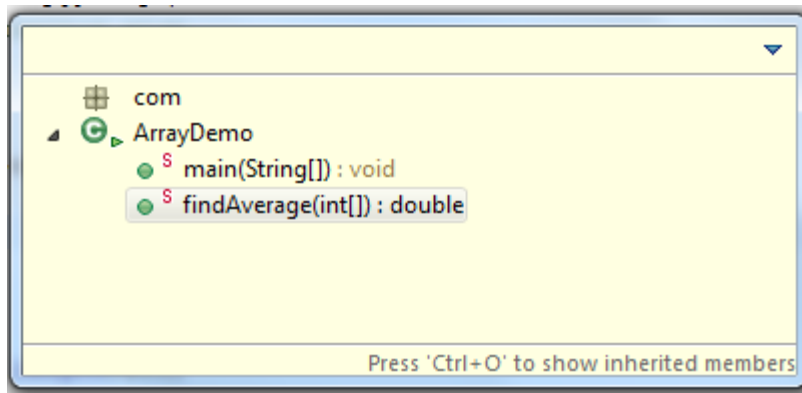 com
C ArrayDemo
S main(String[]) : void
S findAverage(int[]) : double
Press 'Ctrl+O' to show inherited members